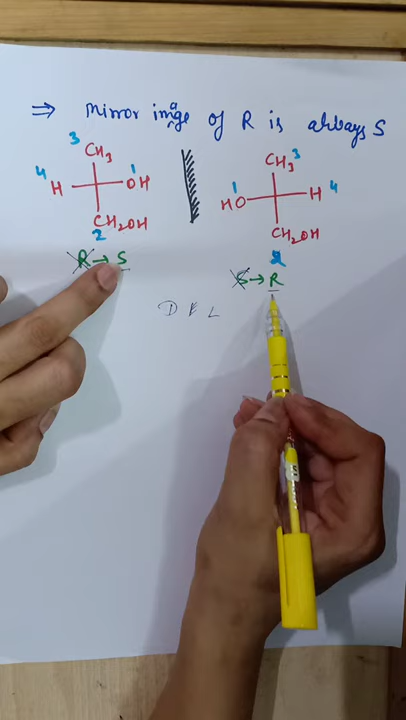 ⇒ Mirror image of R is always S
3 3
CH₃ CH₃
4 H 1 OH 1 HO H 4
CH₂OH CH₂OH
2 2
R → S S → R
D & L